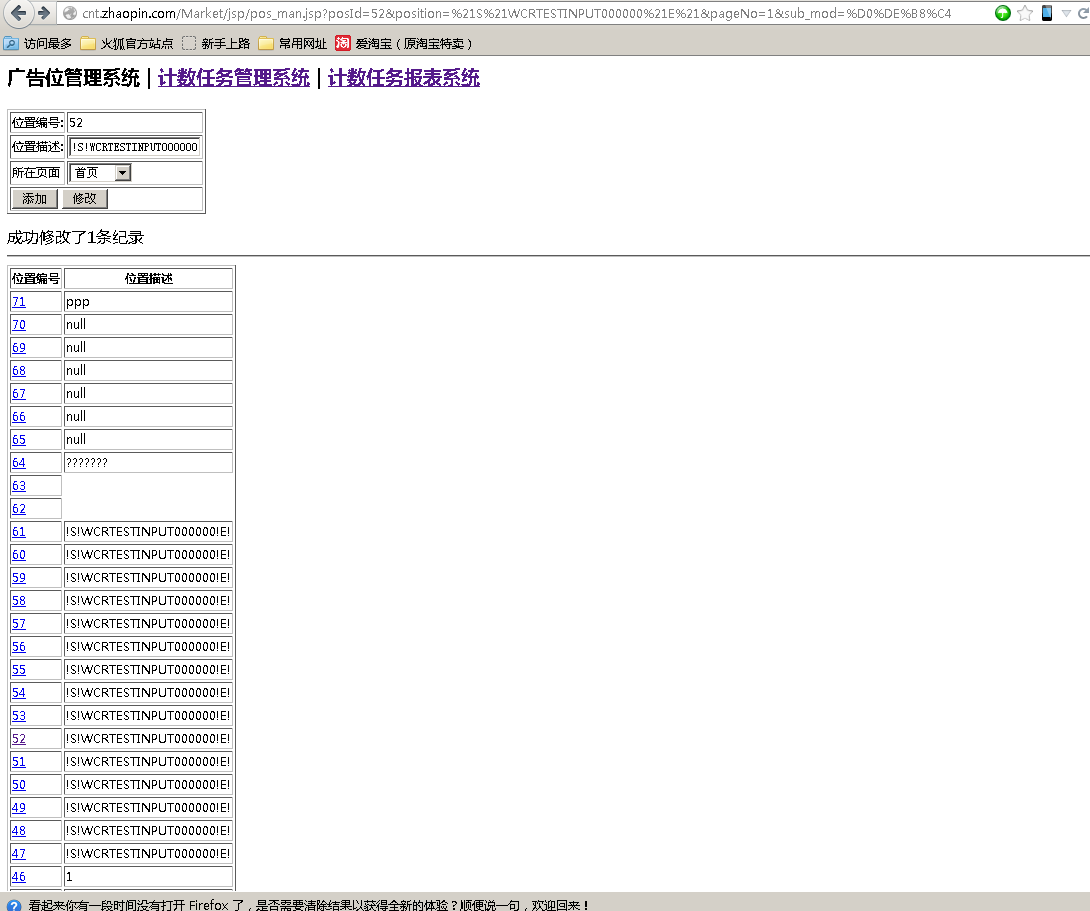 cnt.zhaopin.com/Market/jsp/pos_man.jsp?posId=52&position=%21S%21WCRTESTINPUT000000%21E%21&pageNo=1&sub_mod=%D0%DE%B8%C4
访问最多 火狐官方站点 新手上路 常用网址 淘 爱淘宝（原淘宝特卖）
广告位管理系统 | 计数任务管理系统 | 计数任务报表系统
位置编号: 52
位置描述: !S!WCRTESTINPUT000000
所在页面 首页
添加 修改
成功修改了1条纪录
位置编号 位置描述
71 ppp
70 null
69 null
68 null
67 null
66 null
65 null
64 ???????
63
62
61 !S!WCRTESTINPUT000000!E!
60 !S!WCRTESTINPUT000000!E!
59 !S!WCRTESTINPUT000000!E!
58 !S!WCRTESTINPUT000000!E!
57 !S!WCRTESTINPUT000000!E!
56 !S!WCRTESTINPUT000000!E!
55 !S!WCRTESTINPUT000000!E!
54 !S!WCRTESTINPUT000000!E!
53 !S!WCRTESTINPUT000000!E!
52 !S!WCRTESTINPUT000000!E!
51 !S!WCRTESTINPUT000000!E!
50 !S!WCRTESTINPUT000000!E!
49 !S!WCRTESTINPUT000000!E!
48 !S!WCRTESTINPUT000000!E!
47 !S!WCRTESTINPUT000000!E!
46 1
看起来你有一段时间没有打开 Firefox 了，是否需要清除结果以获得全新的体验？顺便说一句，欢迎回来！